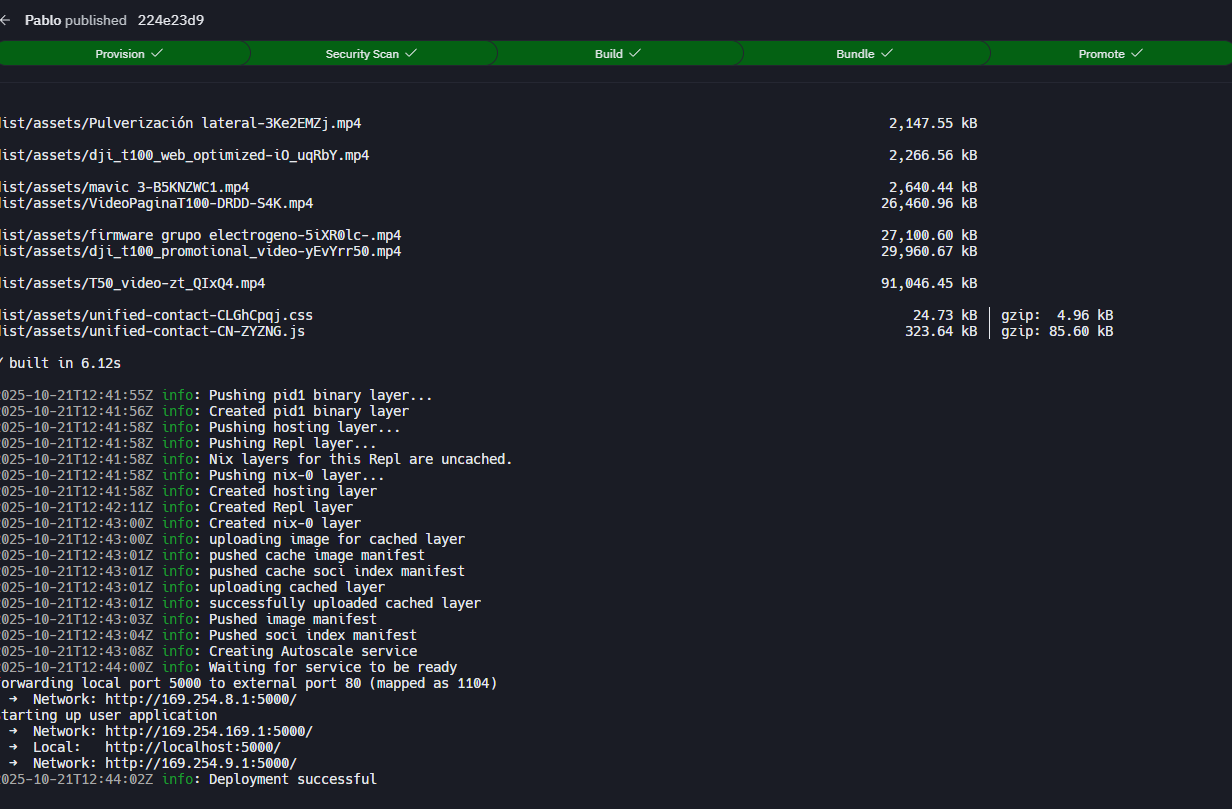 ← Pablo published 224e23d9
Provision ✓ Security Scan ✓ Build ✓ Bundle ✓ Promote ✓
ist/assets/Pulverización lateral-3Ke2EMZj.mp4 2,147.55 kB
ist/assets/dji_t100_web_optimized-iO_uqRbY.mp4 2,266.56 kB
ist/assets/mavic 3-B5KNZWC1.mp4 2,640.44 kB
ist/assets/VideoPaginaT100-DRDD-S4K.mp4 26,460.96 kB
ist/assets/firmware grupo electrogeno-5iXR0lc-.mp4 27,100.60 kB
ist/assets/dji_t100_promotional_video-yEvYrr50.mp4 29,960.67 kB
ist/assets/T50_video-zt_QIxQ4.mp4 91,046.45 kB
ist/assets/unified-contact-CLGhCpqj.css 24.73 kB │ gzip: 4.96 kB
ist/assets/unified-contact-CN-ZYZNG.js 323.64 kB │ gzip: 85.60 kB
✓ built in 6.12s
025-10-21T12:41:55Z info: Pushing pid1 binary layer...
025-10-21T12:41:56Z info: Created pid1 binary layer
025-10-21T12:41:58Z info: Pushing hosting layer...
025-10-21T12:41:58Z info: Pushing Repl layer...
025-10-21T12:41:58Z info: Nix layers for this Repl are uncached.
025-10-21T12:41:58Z info: Pushing nix-0 layer...
025-10-21T12:41:58Z info: Created hosting layer
025-10-21T12:42:11Z info: Created Repl layer
025-10-21T12:43:00Z info: Created nix-0 layer
025-10-21T12:43:00Z info: uploading image for cached layer
025-10-21T12:43:01Z info: pushed cache image manifest
025-10-21T12:43:01Z info: pushed cache soci index manifest
025-10-21T12:43:01Z info: uploading cached layer
025-10-21T12:43:01Z info: successfully uploaded cached layer
025-10-21T12:43:03Z info: Pushed image manifest
025-10-21T12:43:04Z info: Pushed soci index manifest
025-10-21T12:43:08Z info: Creating Autoscale service
025-10-21T12:44:00Z info: Waiting for service to be ready
orwarding local port 5000 to external port 80 (mapped as 1104)
➜ Network: http://169.254.8.1:5000/
tarting up user application
➜ Network: http://169.254.169.1:5000/
➜ Local: http://localhost:5000/
➜ Network: http://169.254.9.1:5000/
025-10-21T12:44:02Z info: Deployment successful